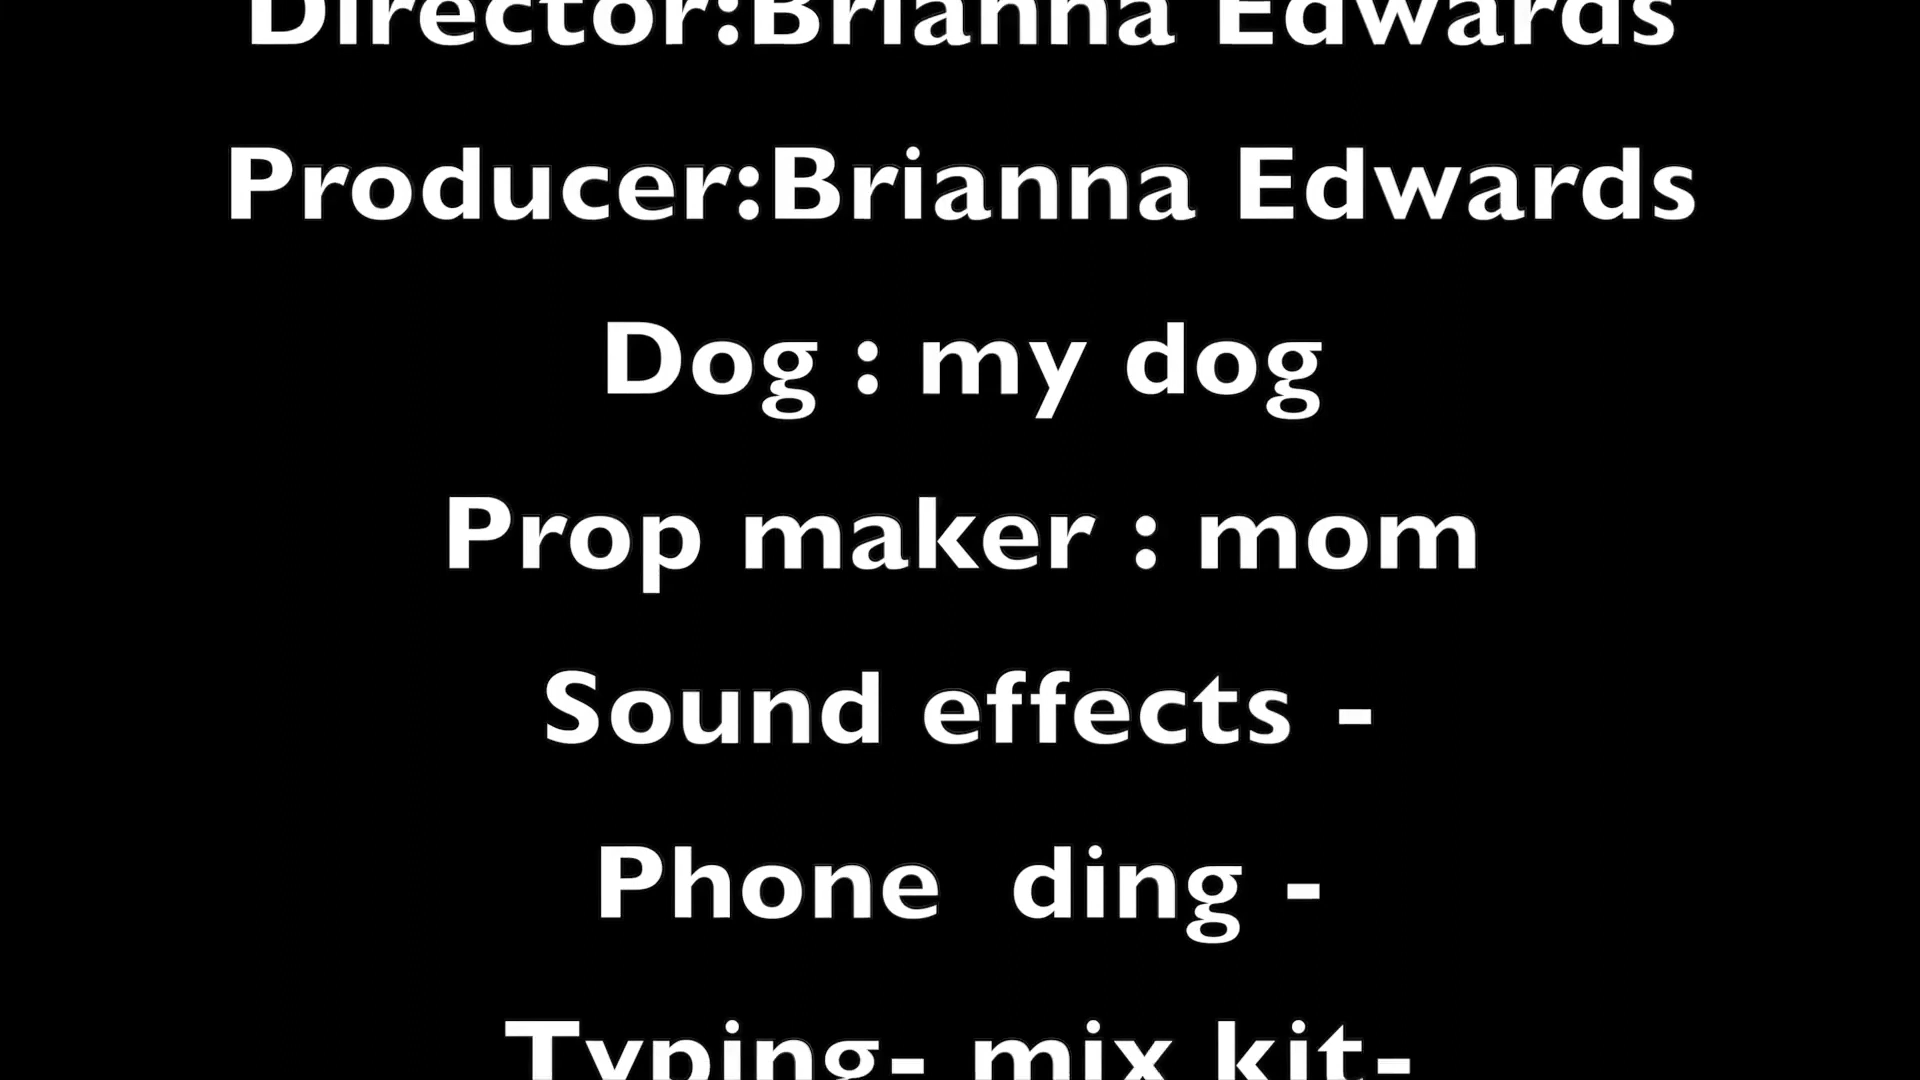 Director:Brianna Edwards
Producer:Brianna Edwards
Dog : my dog
Prop maker : mom
Sound effects -
Phone  ding -
Typing- mix kit-